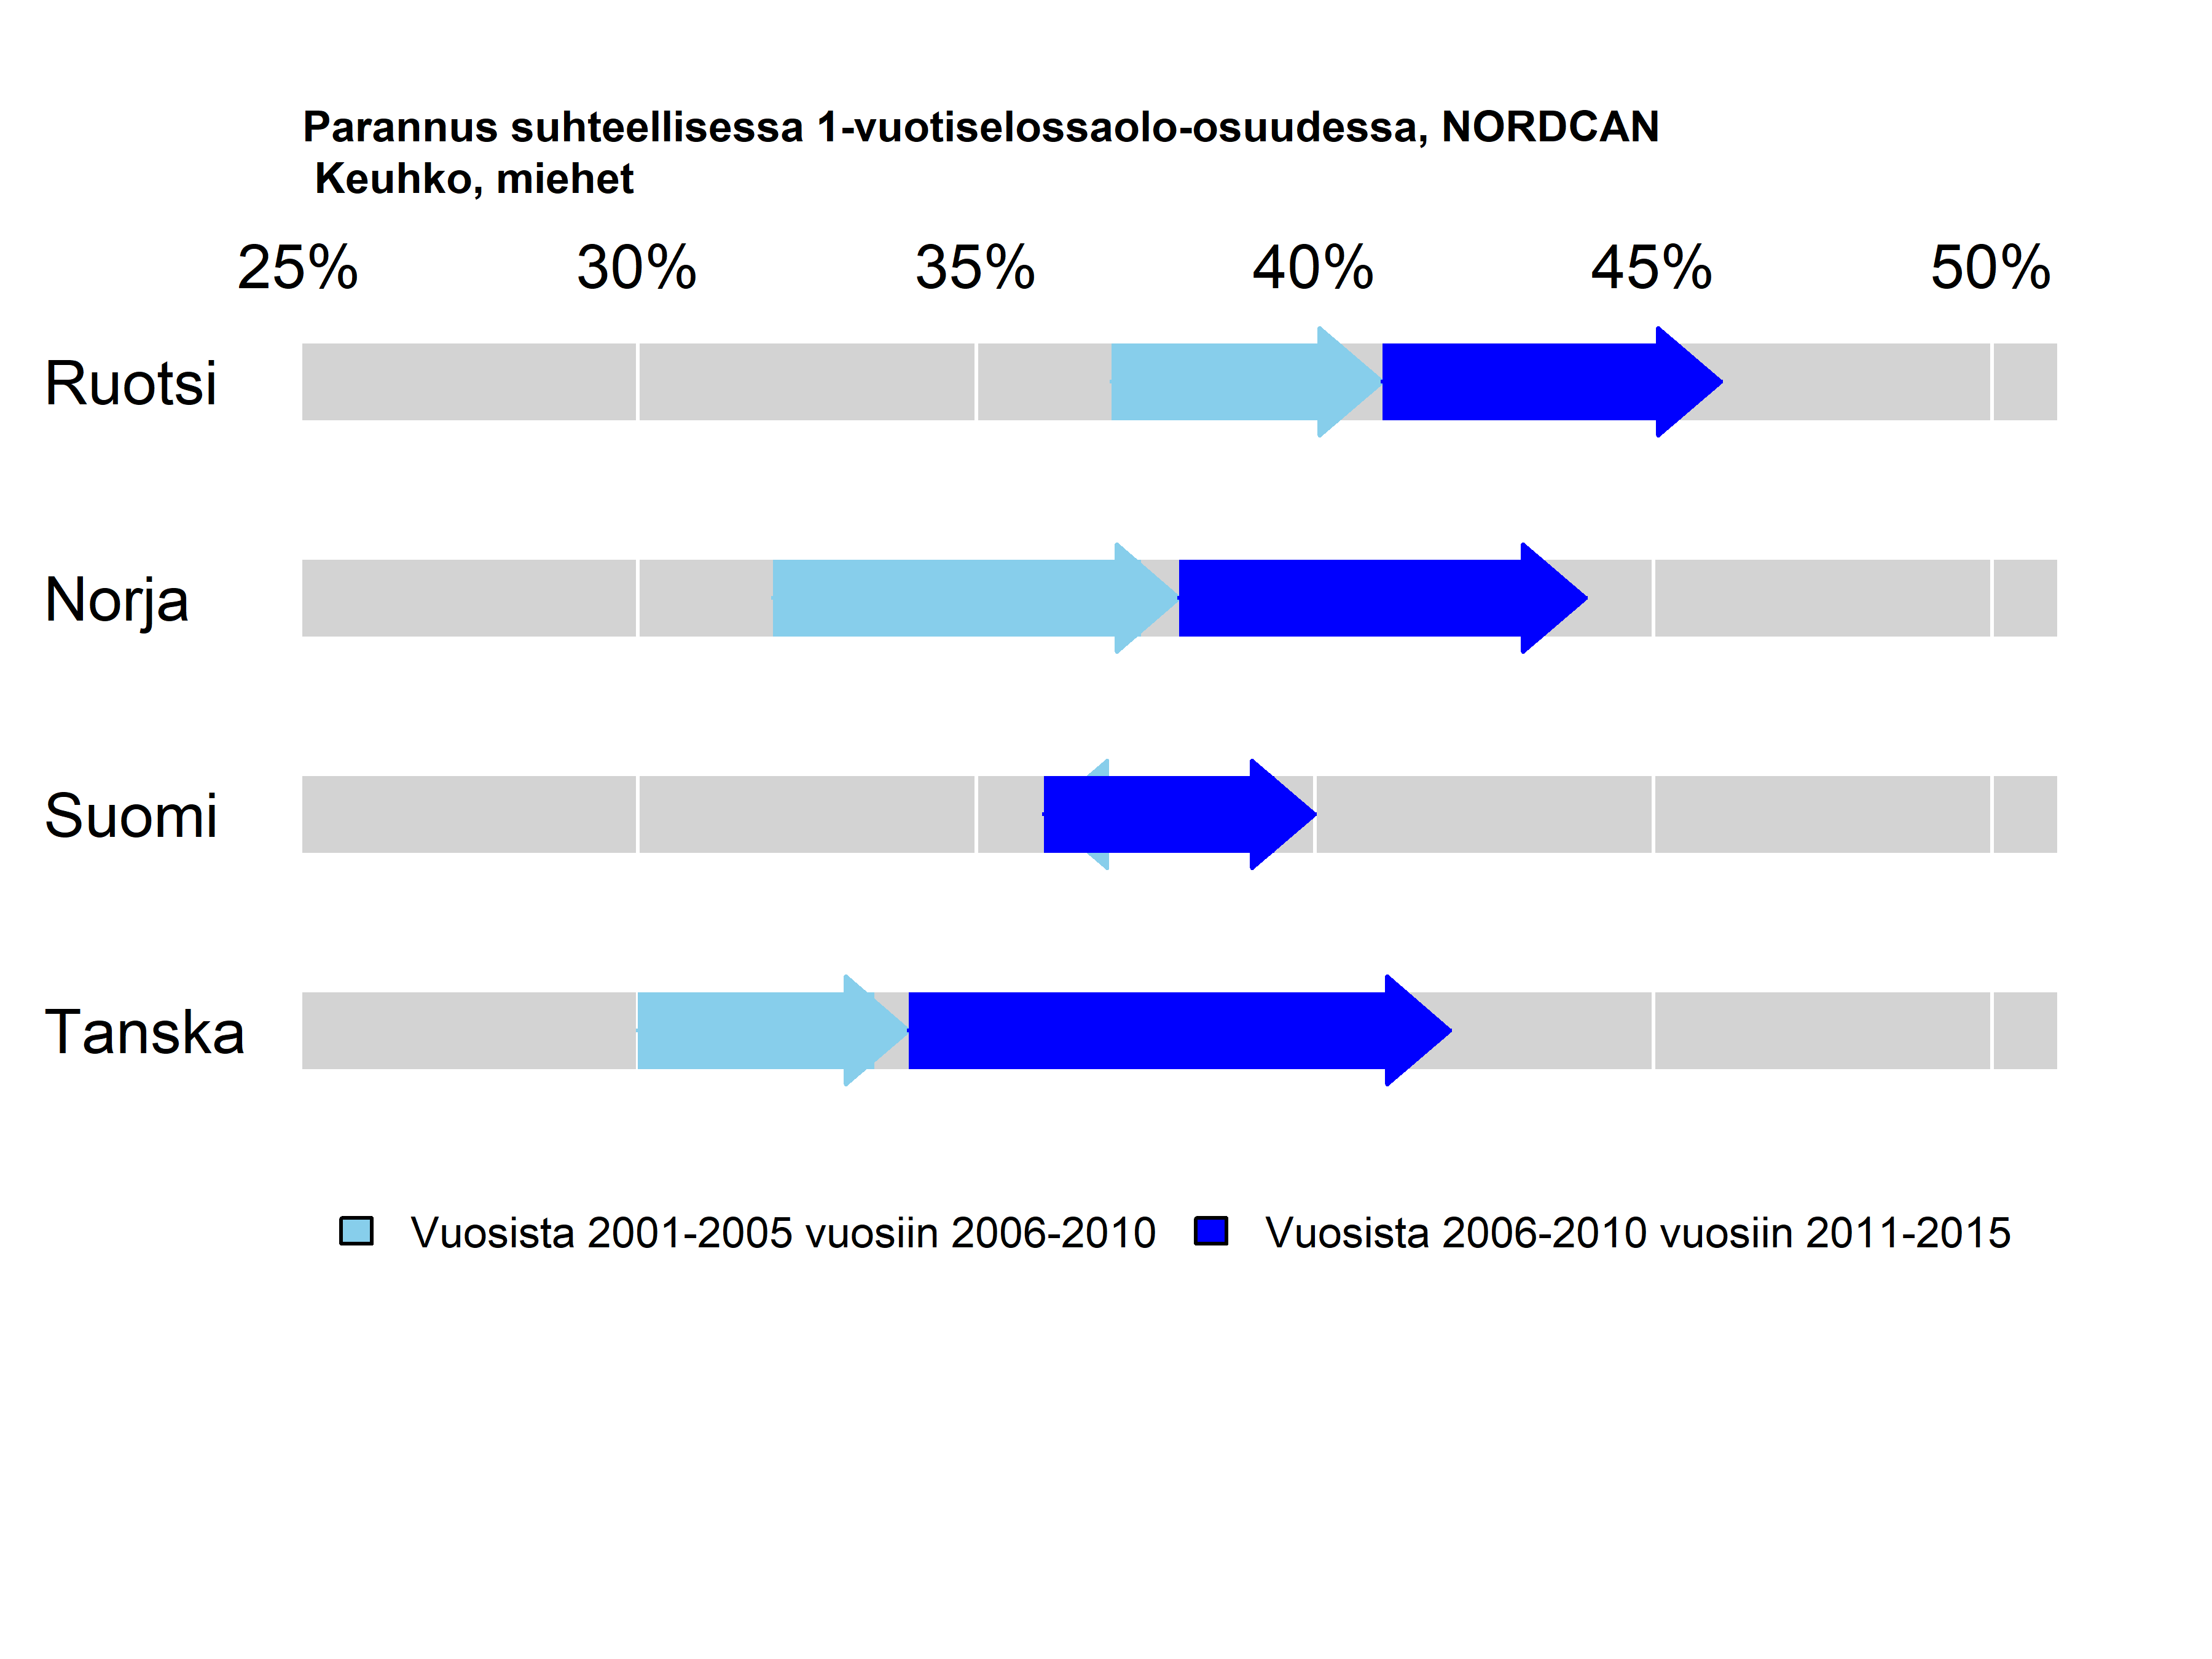 Parannus suhteellisessa 1-vuotiselossaolo-osuudessa, NORDCAN
Keuhko, miehet
25% 30% 35% 40% 45% 50%
Ruotsi
Norja
Suomi
Tanska
Vuosista 2001-2005 vuosiin 2006-2010 Vuosista 2006-2010 vuosiin 2011-2015